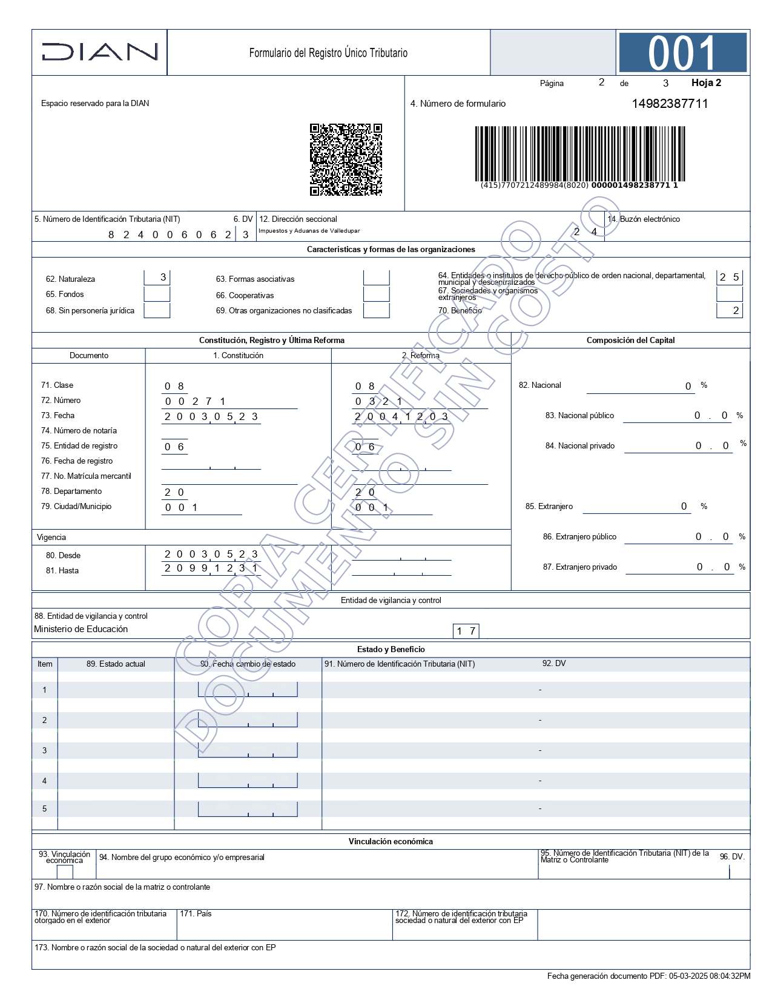 DIAN
Formulario del Registro Único Tributario
001
Página 2 de 3 Hoja 2
Espacio reservado para la DIAN
4. Número de formulario 14982387711
(415)7707212489984(8020) 000001498238771 1
5. Número de Identificación Tributaria (NIT) 6. DV 12. Dirección seccional 14. Buzón electrónico
8 2 4 0 0 6 0 6 2 3 Impuestos y Aduanas de Valledupar 2 4
Características y formas de las organizaciones
62. Naturaleza 3 63. Formas asociativas 64. Entidades o institutos de derecho público de orden nacional, departamental, municipal y descentralizados 2 5
65. Fondos 66. Cooperativas 67. Sociedades y organismos extranjeros
68. Sin personería jurídica 69. Otras organizaciones no clasificadas 70. Beneficio 2
Constitución, Registro y Última Reforma Composición del Capital
Documento 1. Constitución 2. Reforma
71. Clase 0 8 0 8 82. Nacional 0 %
72. Número 0 0 2 7 1 0 3 2 1
73. Fecha 2 0 0 3 0 5 2 3 2 0 0 4 1 2 0 3 83. Nacional público 0 . 0 %
74. Número de notaría
75. Entidad de registro 0 6 0 6 84. Nacional privado 0 . 0 %
76. Fecha de registro
77. No. Matrícula mercantil
78. Departamento 2 0 2 0
79. Ciudad/Municipio 0 0 1 0 0 1 85. Extranjero 0 %
Vigencia 86. Extranjero público 0 . 0 %
80. Desde 2 0 0 3 0 5 2 3
81. Hasta 2 0 9 9 1 2 3 1 87. Extranjero privado 0 . 0 %
Entidad de vigilancia y control
88. Entidad de vigilancia y control
Ministerio de Educación 1 7
Estado y Beneficio
Item 89. Estado actual 90. Fecha cambio de estado 91. Número de Identificación Tributaria (NIT) 92. DV
1 -
2 -
3 -
4 -
5 -
Vinculación económica
93. Vinculación económica 94. Nombre del grupo económico y/o empresarial 95. Número de Identificación Tributaria (NIT) de la Matriz o Controlante 96. DV.
97. Nombre o razón social de la matriz o controlante
170. Número de identificación tributaria otorgado en el exterior 171. País 172. Número de identificación tributaria sociedad o natural del exterior con EP
173. Nombre o razón social de la sociedad o natural del exterior con EP
Fecha generación documento PDF: 05-03-2025 08:04:32PM
COPIA CERTIFICADO
DOCUMENTO SIN COSTO